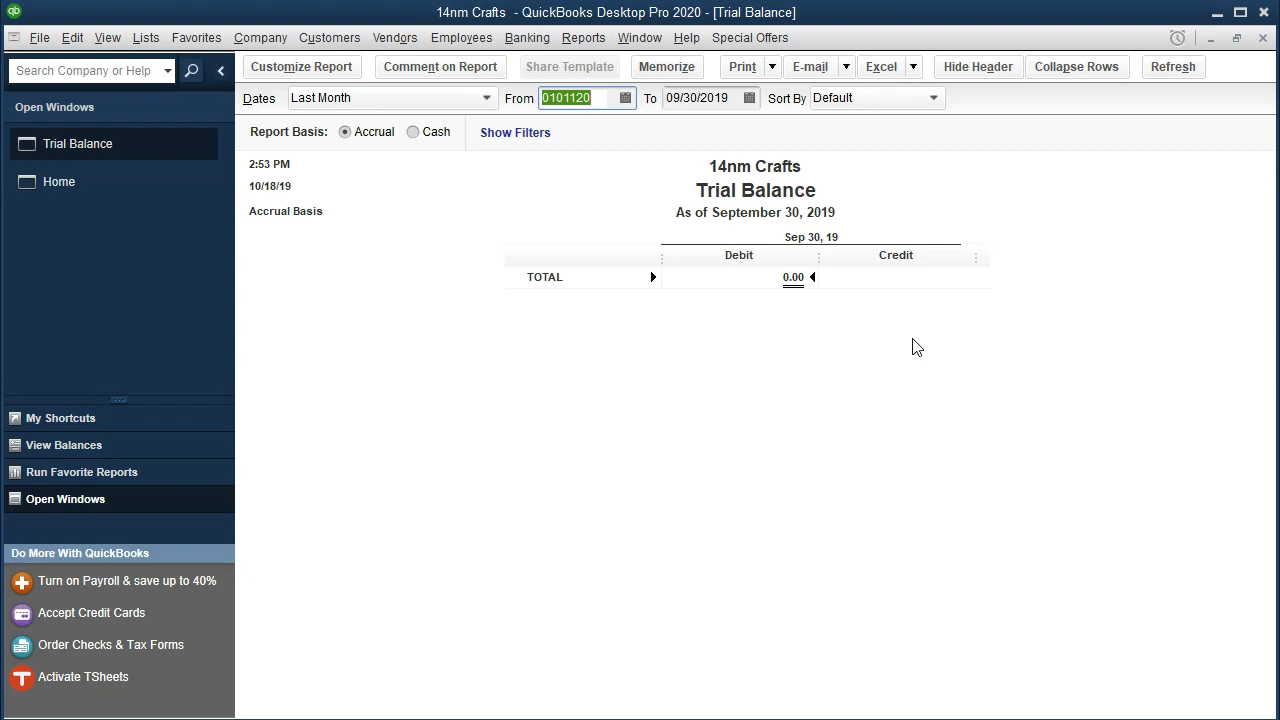 14nm Crafts - QuickBooks Desktop Pro 2020 - [Trial Balance]
File Edit View Lists Favorites Company Customers Vendors Employees Banking Reports Window Help Special Offers
Search Company or Help
Customize Report Comment on Report Share Template Memorize Print E-mail Excel Hide Header Collapse Rows Refresh
Open Windows
Dates Last Month From 0101120 To 09/30/2019 Sort By Default
Report Basis: Accrual Cash Show Filters
Trial Balance
Home
2:53 PM
10/18/19
Accrual Basis
14nm Crafts
Trial Balance
As of September 30, 2019
Sep 30, 19
Debit Credit
TOTAL 0.00
My Shortcuts
View Balances
Run Favorite Reports
Open Windows
Do More With QuickBooks
Turn on Payroll & save up to 40%
Accept Credit Cards
Order Checks & Tax Forms
Activate TSheets